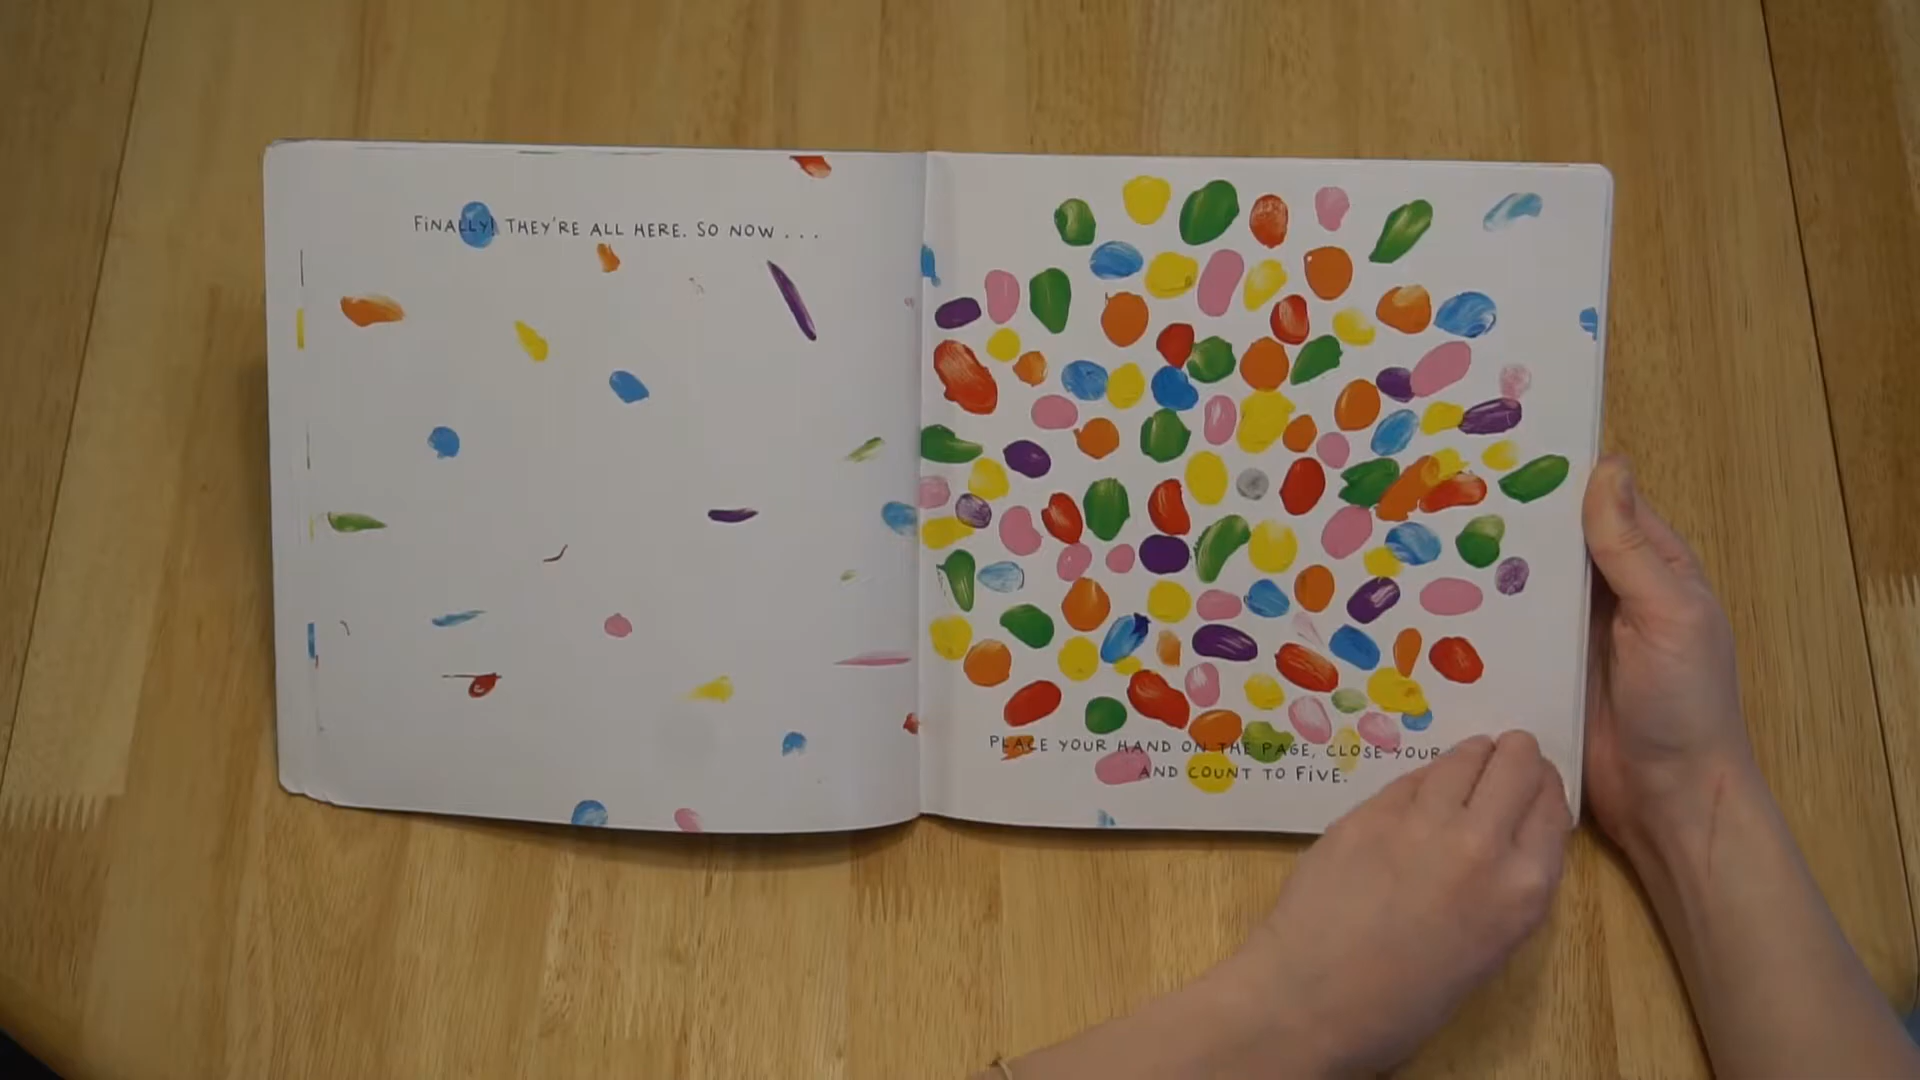 FiNALLY! THEY'RE ALL HERE. SO NOW . . .
PLACE YOUR HAND ON THE PAGE, CLOSE YOUR
AND COUNT TO FiVE.